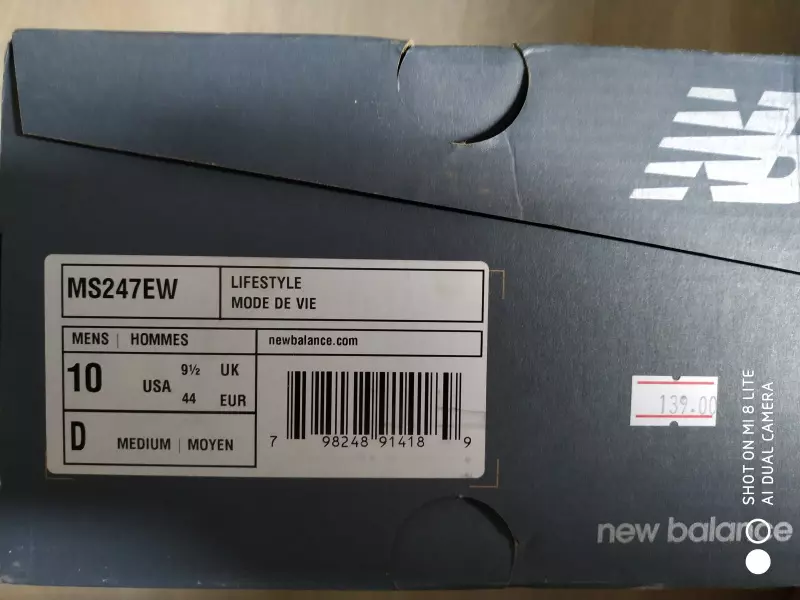 MS247EW
LIFESTYLE
MODE DE VIE
MENS | HOMMES
newbalance.com
10 USA 9½ UK
44 EUR
D MEDIUM | MOYEN
7 98248 91418 9
139.00
new balance
SHOT ON MI 8 LITE
AI DUAL CAMERA